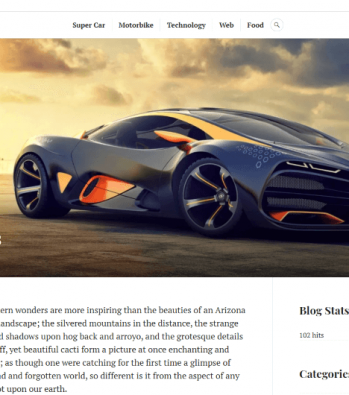 Super Car Motorbike Technology Web Food
s
ern wonders are more inspiring than the beauties of an Arizona
landscape; the silvered mountains in the distance, the strange
d shadows upon hog back and arroyo, and the grotesque details
ff, yet beautiful cacti form a picture at once enchanting and
; as though one were catching for the first time a glimpse of
d and forgotten world, so different is it from the aspect of any
ot upon our earth.
Blog Stats
102 hits
Categories